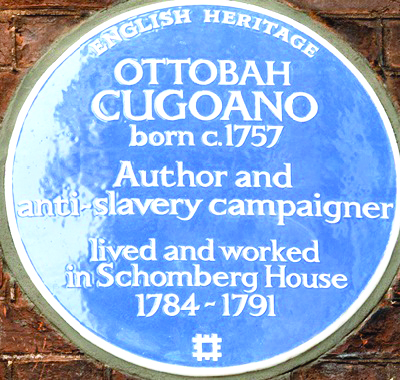 ENGLISH HERITAGE
OTTOBAH
CUGOANO
born c.1757
Author and
anti-slavery campaigner
lived and worked
in Schomberg House
1784 - 1791